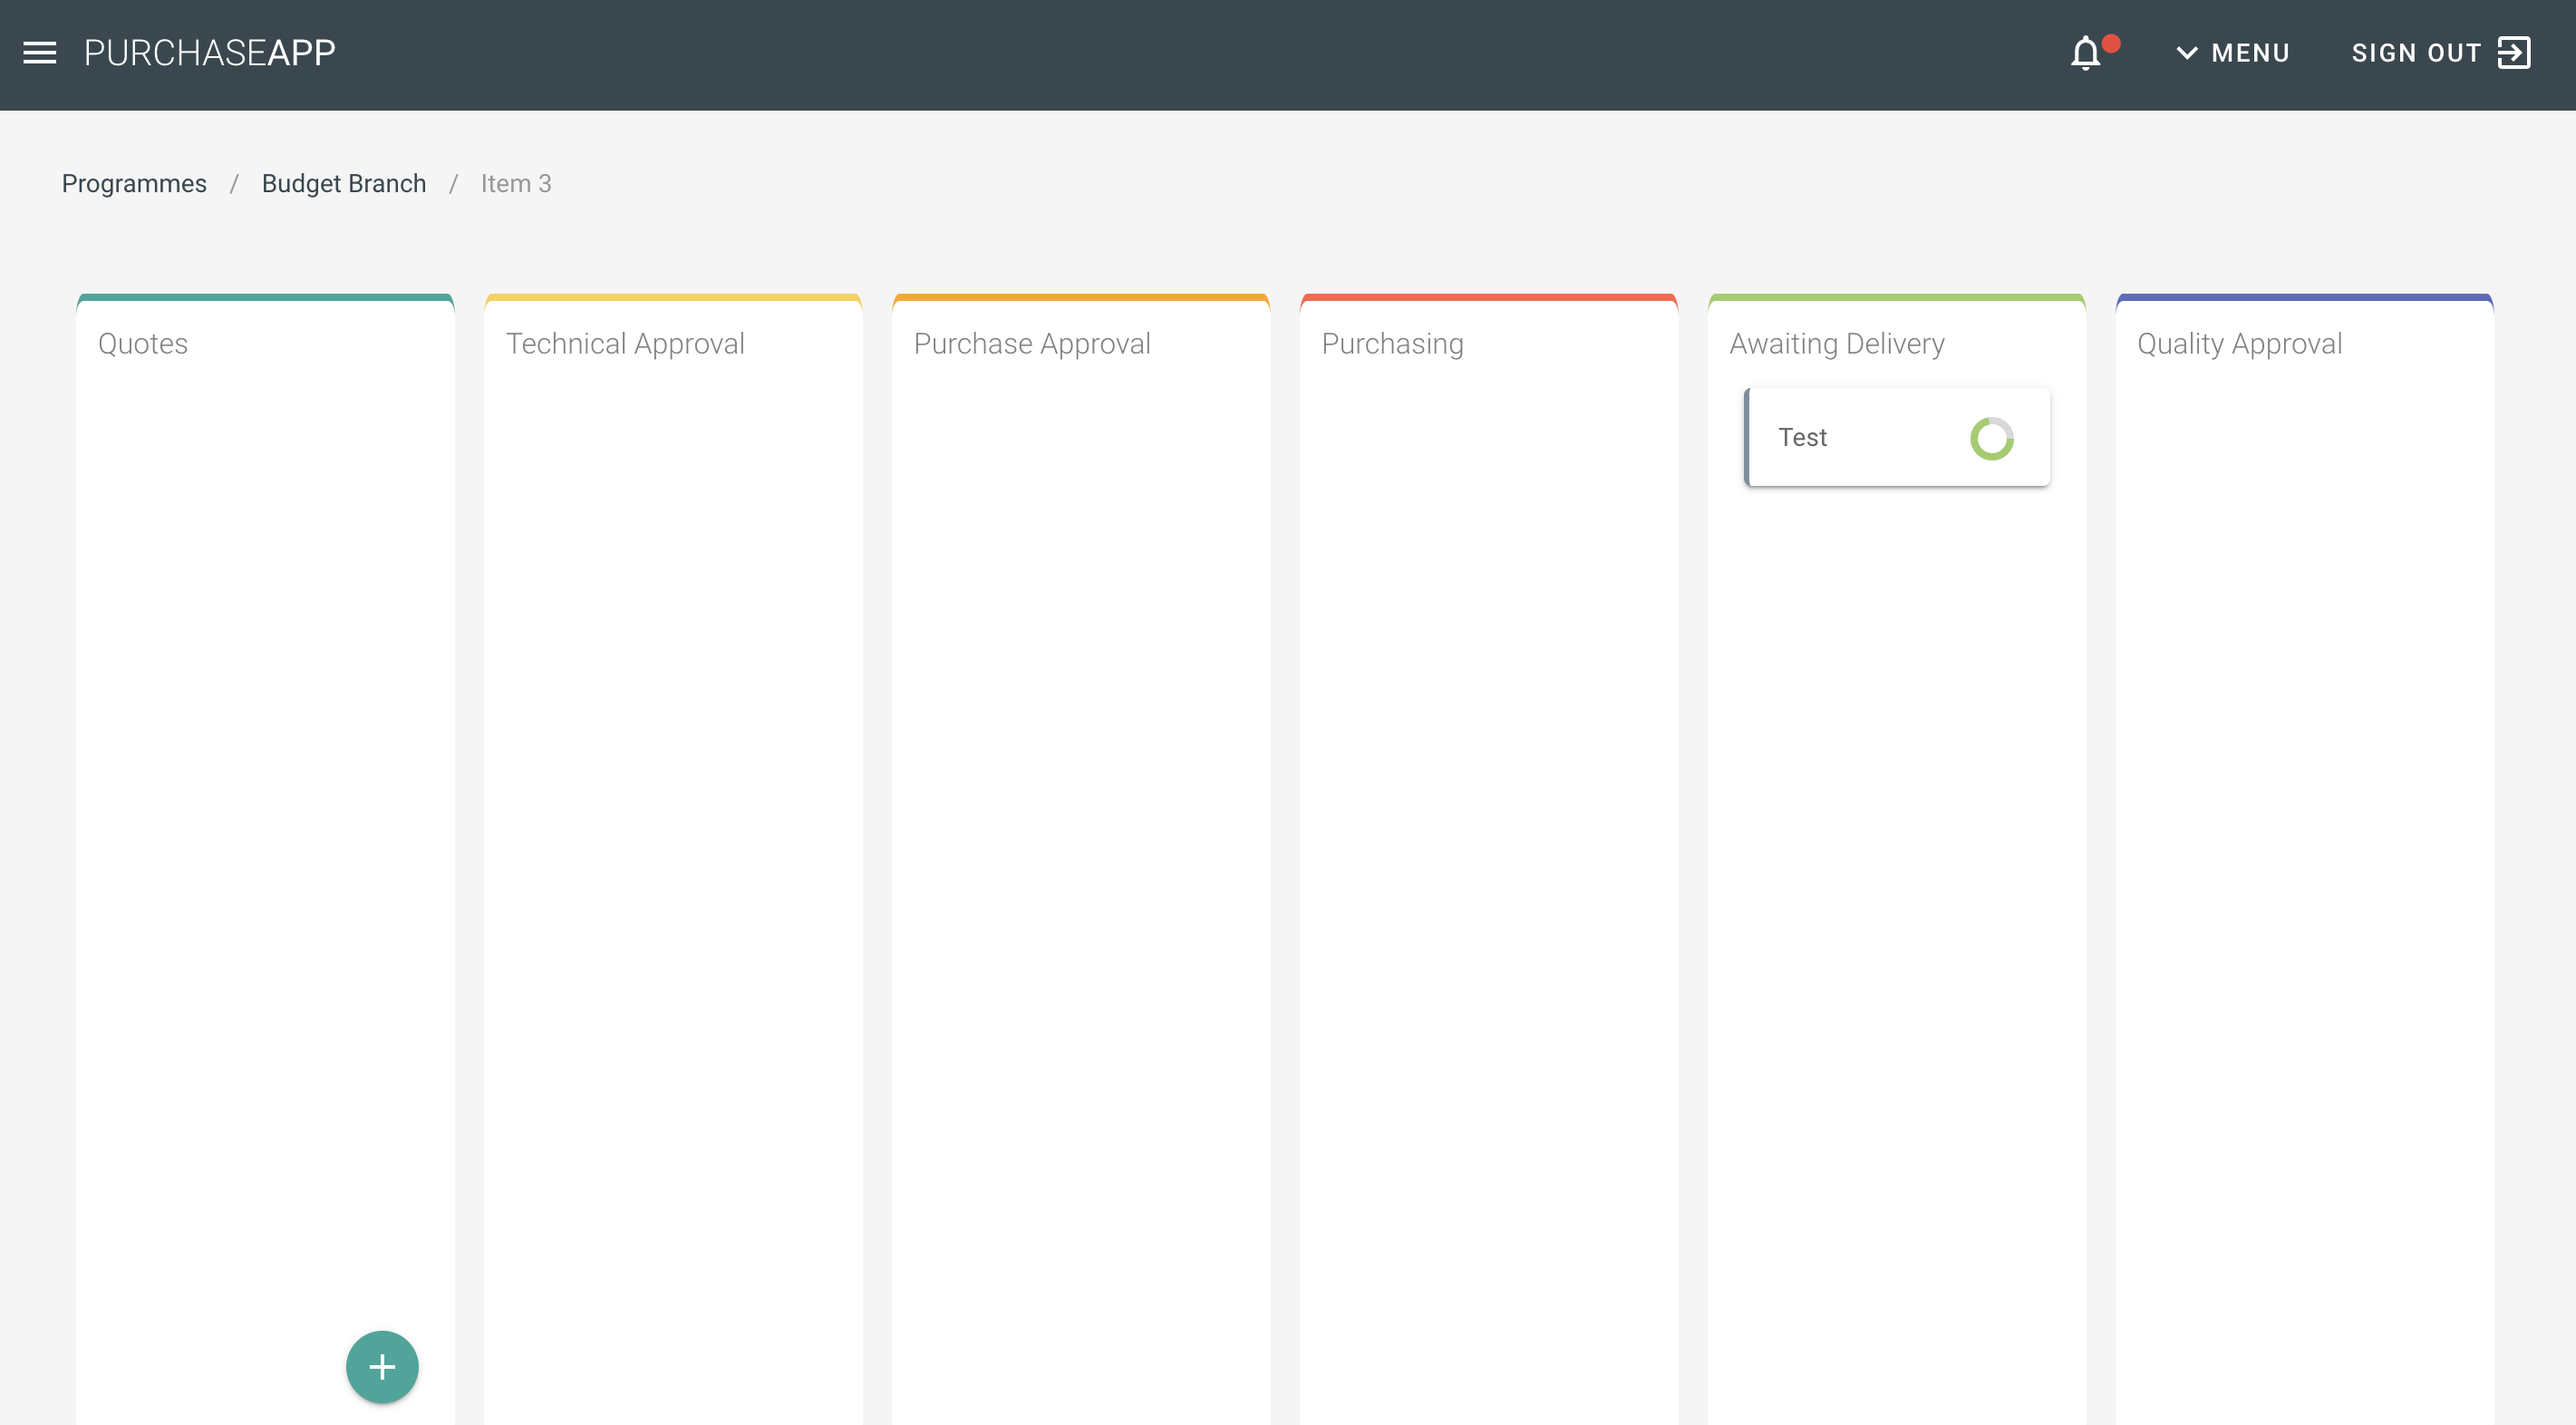 PURCHASEAPP
MENU
SIGN OUT
Programmes / Budget Branch / Item 3
Quotes
Technical Approval
Purchase Approval
Purchasing
Awaiting Delivery
Quality Approval
Test